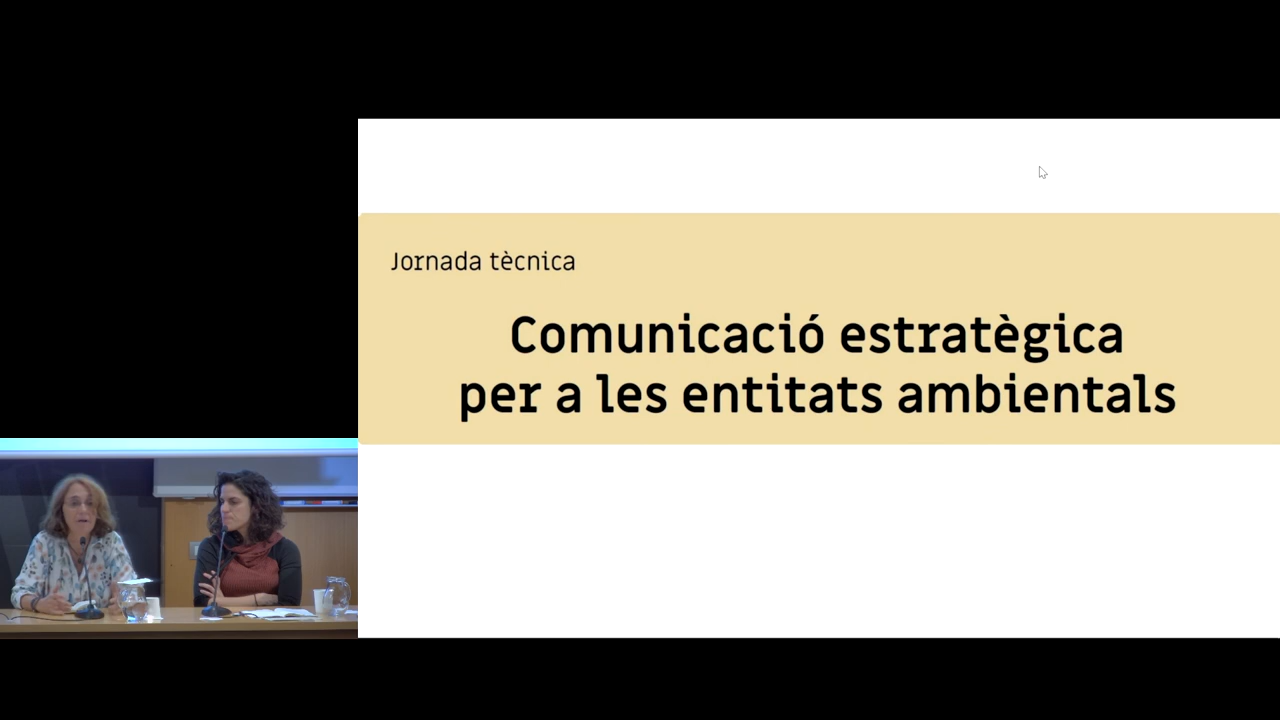 Jornada tècnica
Comunicació estratègica
per a les entitats ambientals